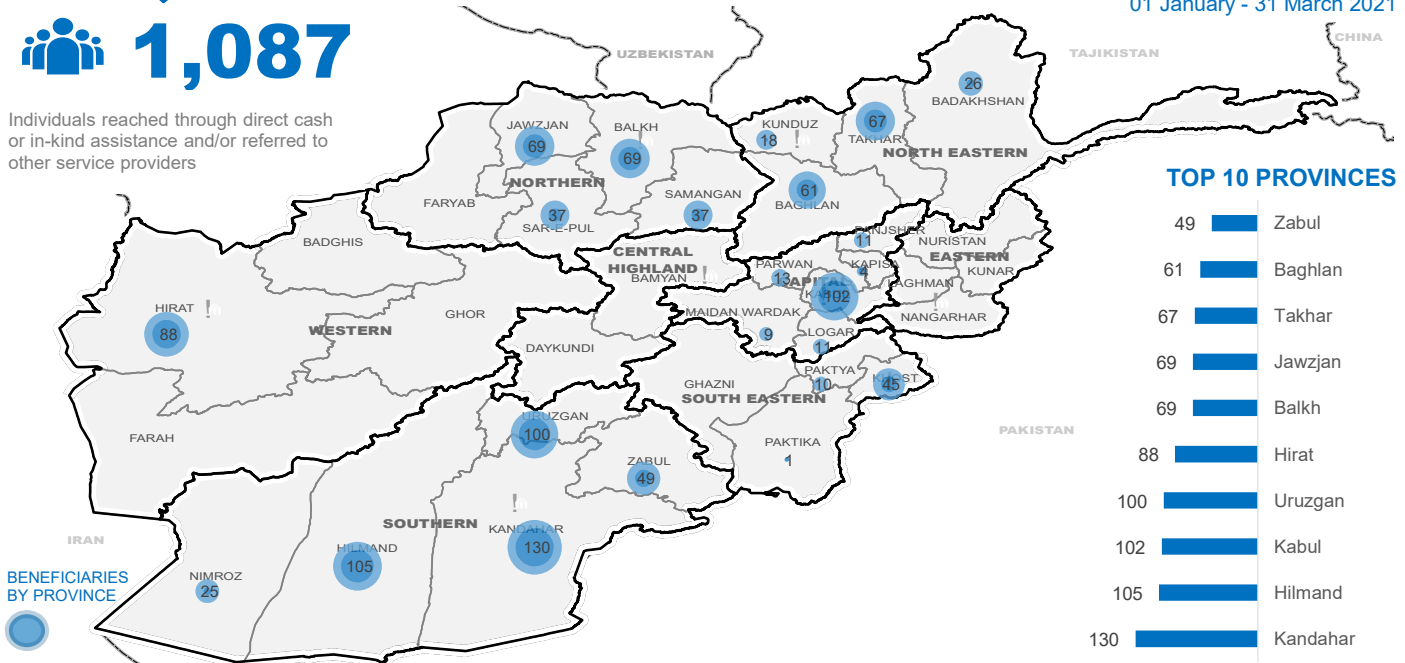 01 January - 31 March 2021
1,087
Individuals reached through direct cash
or in-kind assistance and/or referred to
other service providers
UZBEKISTAN
TAJIKISTAN
CHINA
PAKISTAN
IRAN
JAWZJAN
69
BALKH
69
NORTHERN
FARYAB
SAR-E-PUL
37
SAMANGAN
37
KUNDUZ
18
TAKHAR
67
BADAKHSHAN
26
NORTH EASTERN
BAGHLAN
61
BADGHIS
HIRAT
88
WESTERN
GHOR
FARAH
CENTRAL
HIGHLAND
BAMYAN
DAYKUNDI
PANJSHER
11
PARWAN
13
KAPISA
4
CAPITAL
KABUL
102
MAIDAN WARDAK
9
LOGAR
11
NURISTAN
EASTERN
KUNAR
LAGHMAN
NANGARHAR
GHAZNI
SOUTH EASTERN
PAKTYA
10
KHOST
45
PAKTIKA
1
URUZGAN
100
ZABUL
49
SOUTHERN
KANDAHAR
130
HILMAND
105
NIMROZ
25
BENEFICIARIES
BY PROVINCE
TOP 10 PROVINCES
49 Zabul
61 Baghlan
67 Takhar
69 Jawzjan
69 Balkh
88 Hirat
100 Uruzgan
102 Kabul
105 Hilmand
130 Kandahar